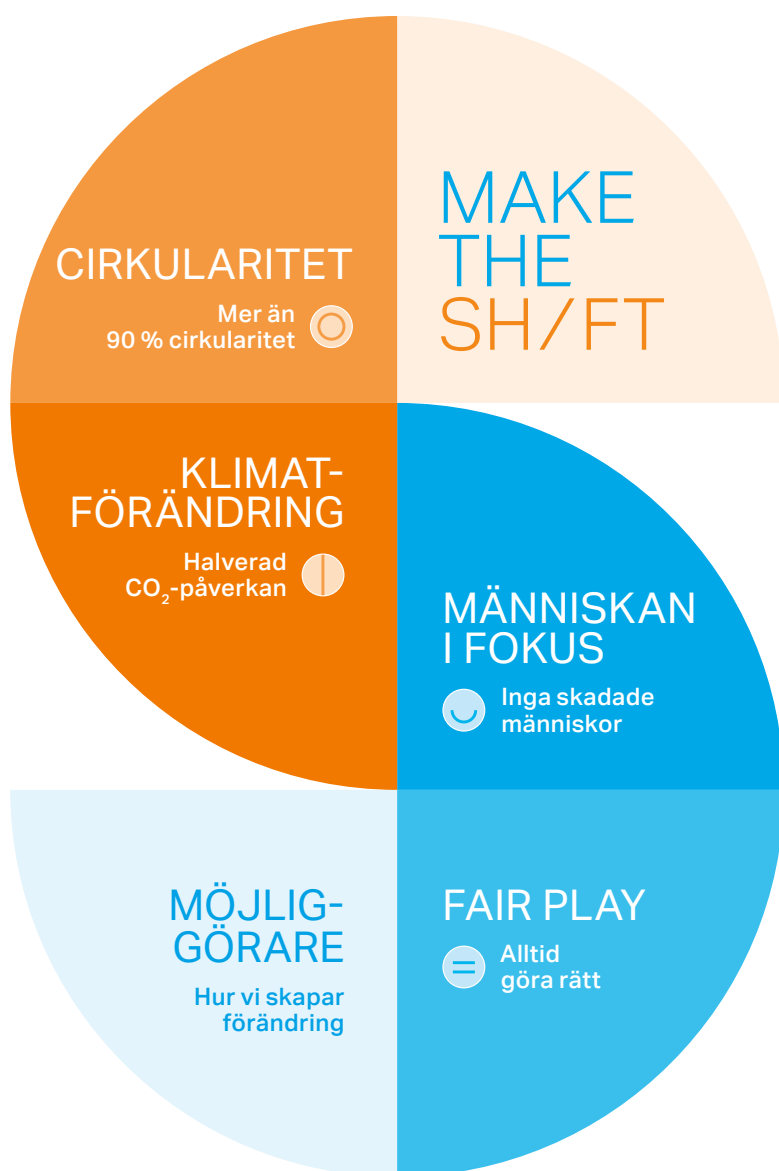 CIRKULARITET
Mer än
90 % cirkularitet
MAKE
THE
SH/FT
KLIMAT-
FÖRÄNDRING
Halverad
CO₂-påverkan
MÄNNISKAN
I FOKUS
Inga skadade
människor
MÖJLIG-
GÖRARE
Hur vi skapar
förändring
FAIR PLAY
Alltid
göra rätt